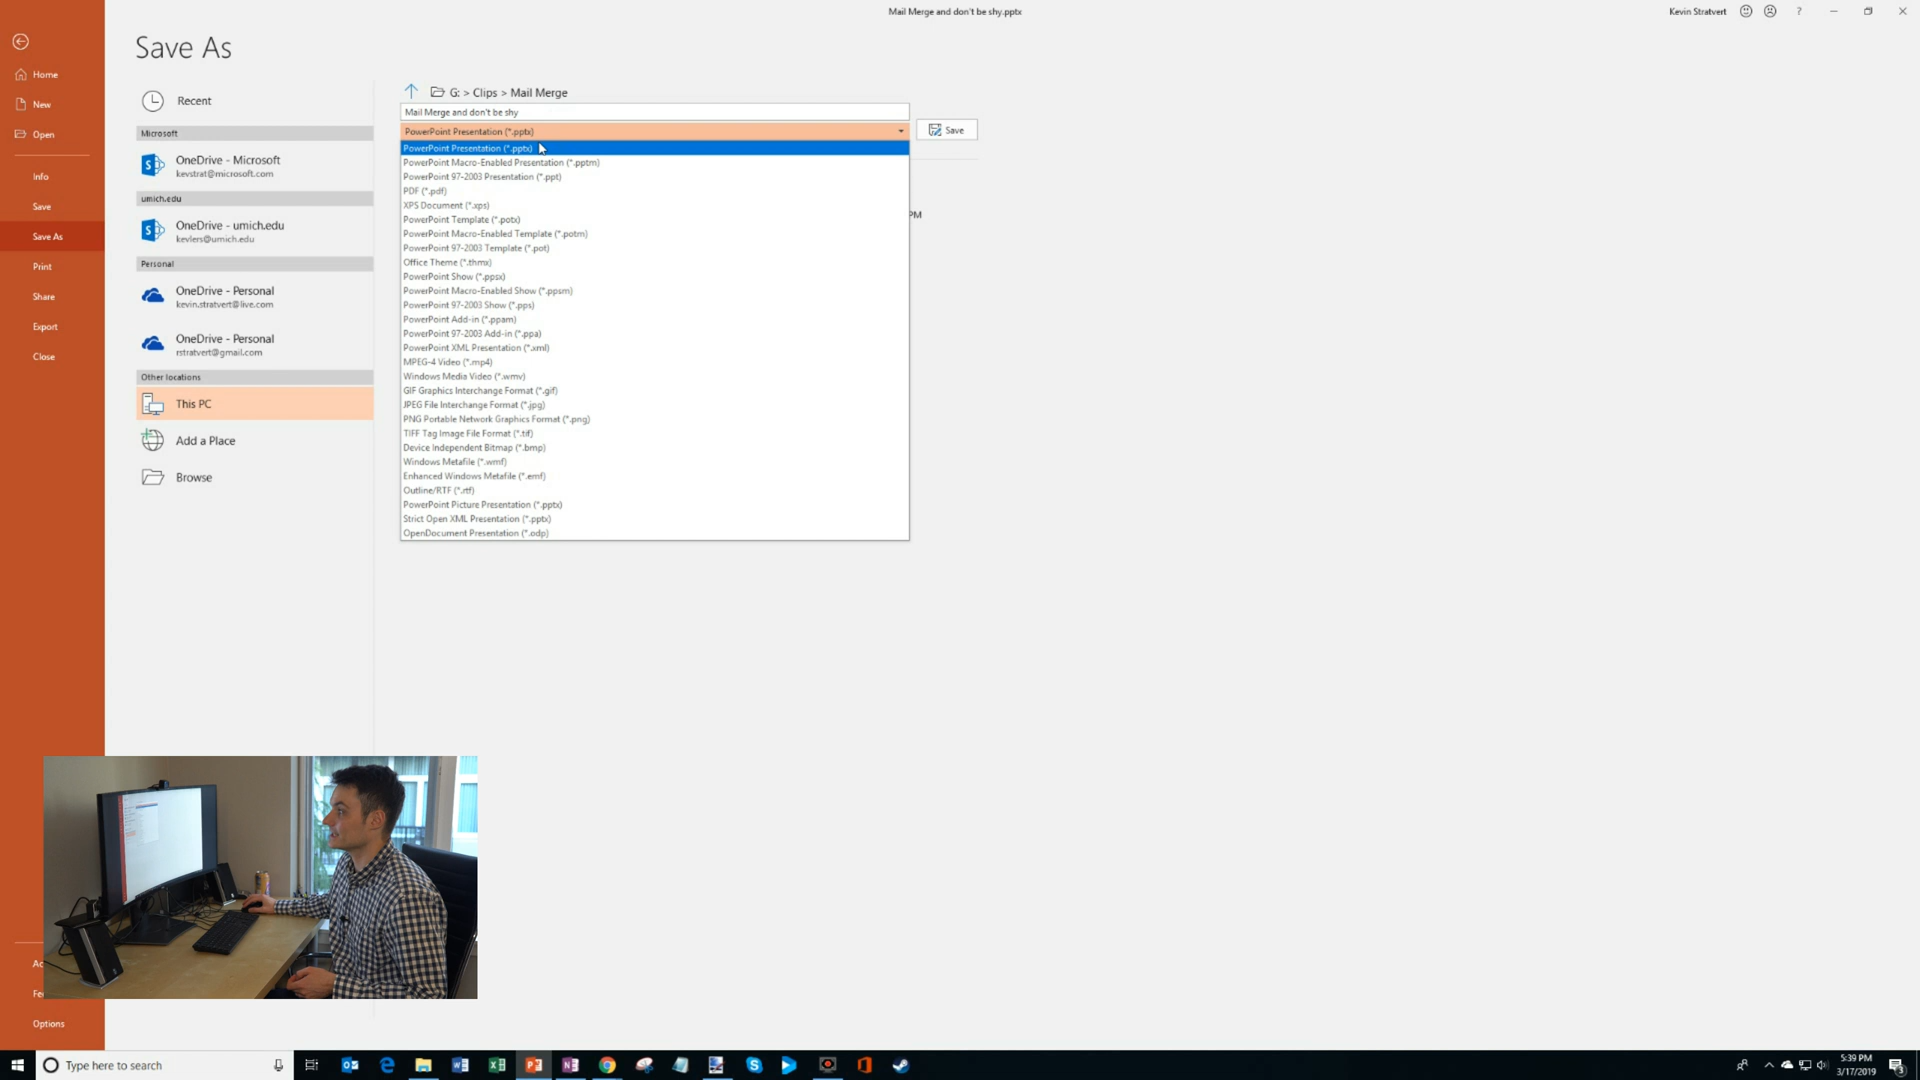 Mail Merge and don't be shy.pptx
Kevin Stratvert
?
Save As
Home
New
Open
Info
Save
Save As
Print
Share
Export
Close
Options
Recent
Microsoft
OneDrive - Microsoft
kevstrat@microsoft.com
umich.edu
OneDrive - umich.edu
kevlers@umich.edu
Personal
OneDrive - Personal
kevin.stratvert@live.com
OneDrive - Personal
rstratvert@gmail.com
Other locations
This PC
Add a Place
Browse
G: > Clips > Mail Merge
Mail Merge and don't be shy
PowerPoint Presentation (*.pptx)
Save
PowerPoint Presentation (*.pptx)
PowerPoint Macro-Enabled Presentation (*.pptm)
PowerPoint 97-2003 Presentation (*.ppt)
PDF (*.pdf)
XPS Document (*.xps)
PM
PowerPoint Template (*.potx)
PowerPoint Macro-Enabled Template (*.potm)
PowerPoint 97-2003 Template (*.pot)
Office Theme (*.thmx)
PowerPoint Show (*.ppsx)
PowerPoint Macro-Enabled Show (*.ppsm)
PowerPoint 97-2003 Show (*.pps)
PowerPoint Add-in (*.ppam)
PowerPoint 97-2003 Add-in (*.ppa)
PowerPoint XML Presentation (*.xml)
MPEG-4 Video (*.mp4)
Windows Media Video (*.wmv)
GIF Graphics Interchange Format (*.gif)
JPEG File Interchange Format (*.jpg)
PNG Portable Network Graphics Format (*.png)
TIFF Tag Image File Format (*.tif)
Device Independent Bitmap (*.bmp)
Windows Metafile (*.wmf)
Enhanced Windows Metafile (*.emf)
Outline/RTF (*.rtf)
PowerPoint Picture Presentation (*.pptx)
Strict Open XML Presentation (*.pptx)
OpenDocument Presentation (*.odp)
Type here to search
5:39 PM
3/17/2019